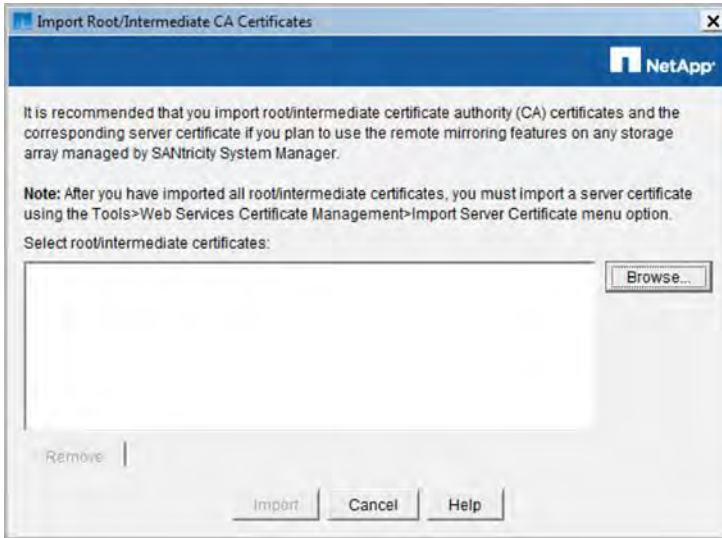 Import Root/Intermediate CA Certificates
NetApp
It is recommended that you import root/intermediate certificate authority (CA) certificates and the
corresponding server certificate if you plan to use the remote mirroring features on any storage
array managed by SANtricity System Manager.
Note: After you have imported all root/intermediate certificates, you must import a server certificate
using the Tools>Web Services Certificate Management>Import Server Certificate menu option.
Select root/intermediate certificates:
Browse...
Remove
Import
Cancel
Help